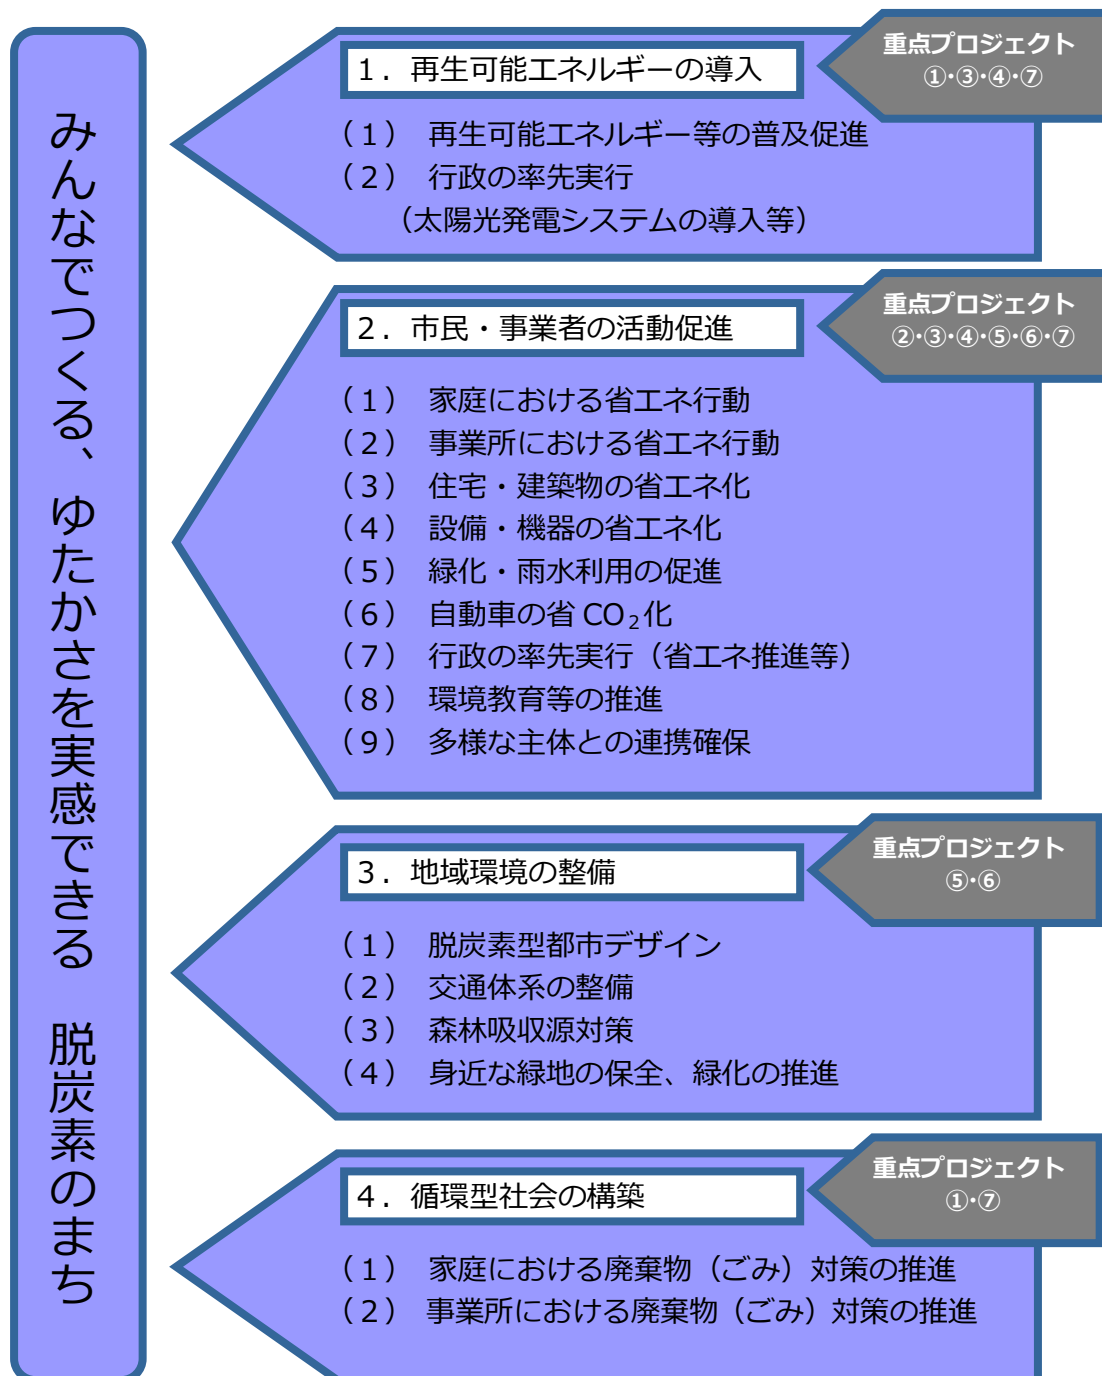 みんなでつくる、ゆたかさを実感できる　脱炭素のまち
１．再生可能エネルギーの導入
重点プロジェクト
①・③・④・⑦
（１）　再生可能エネルギー等の普及促進
（２）　行政の率先実行
（太陽光発電システムの導入等）
２．市民・事業者の活動促進
重点プロジェクト
②・③・④・⑤・⑥・⑦
（１）　家庭における省エネ行動
（２）　事業所における省エネ行動
（３）　住宅・建築物の省エネ化
（４）　設備・機器の省エネ化
（５）　緑化・雨水利用の促進
（６）　自動車の省 CO₂化
（７）　行政の率先実行（省エネ推進等）
（８）　環境教育等の推進
（９）　多様な主体との連携確保
３．地域環境の整備
重点プロジェクト
⑤・⑥
（１）　脱炭素型都市デザイン
（２）　交通体系の整備
（３）　森林吸収源対策
（４）　身近な緑地の保全、緑化の推進
４．循環型社会の構築
重点プロジェクト
①・⑦
（１）　家庭における廃棄物（ごみ）対策の推進
（２）　事業所における廃棄物（ごみ）対策の推進